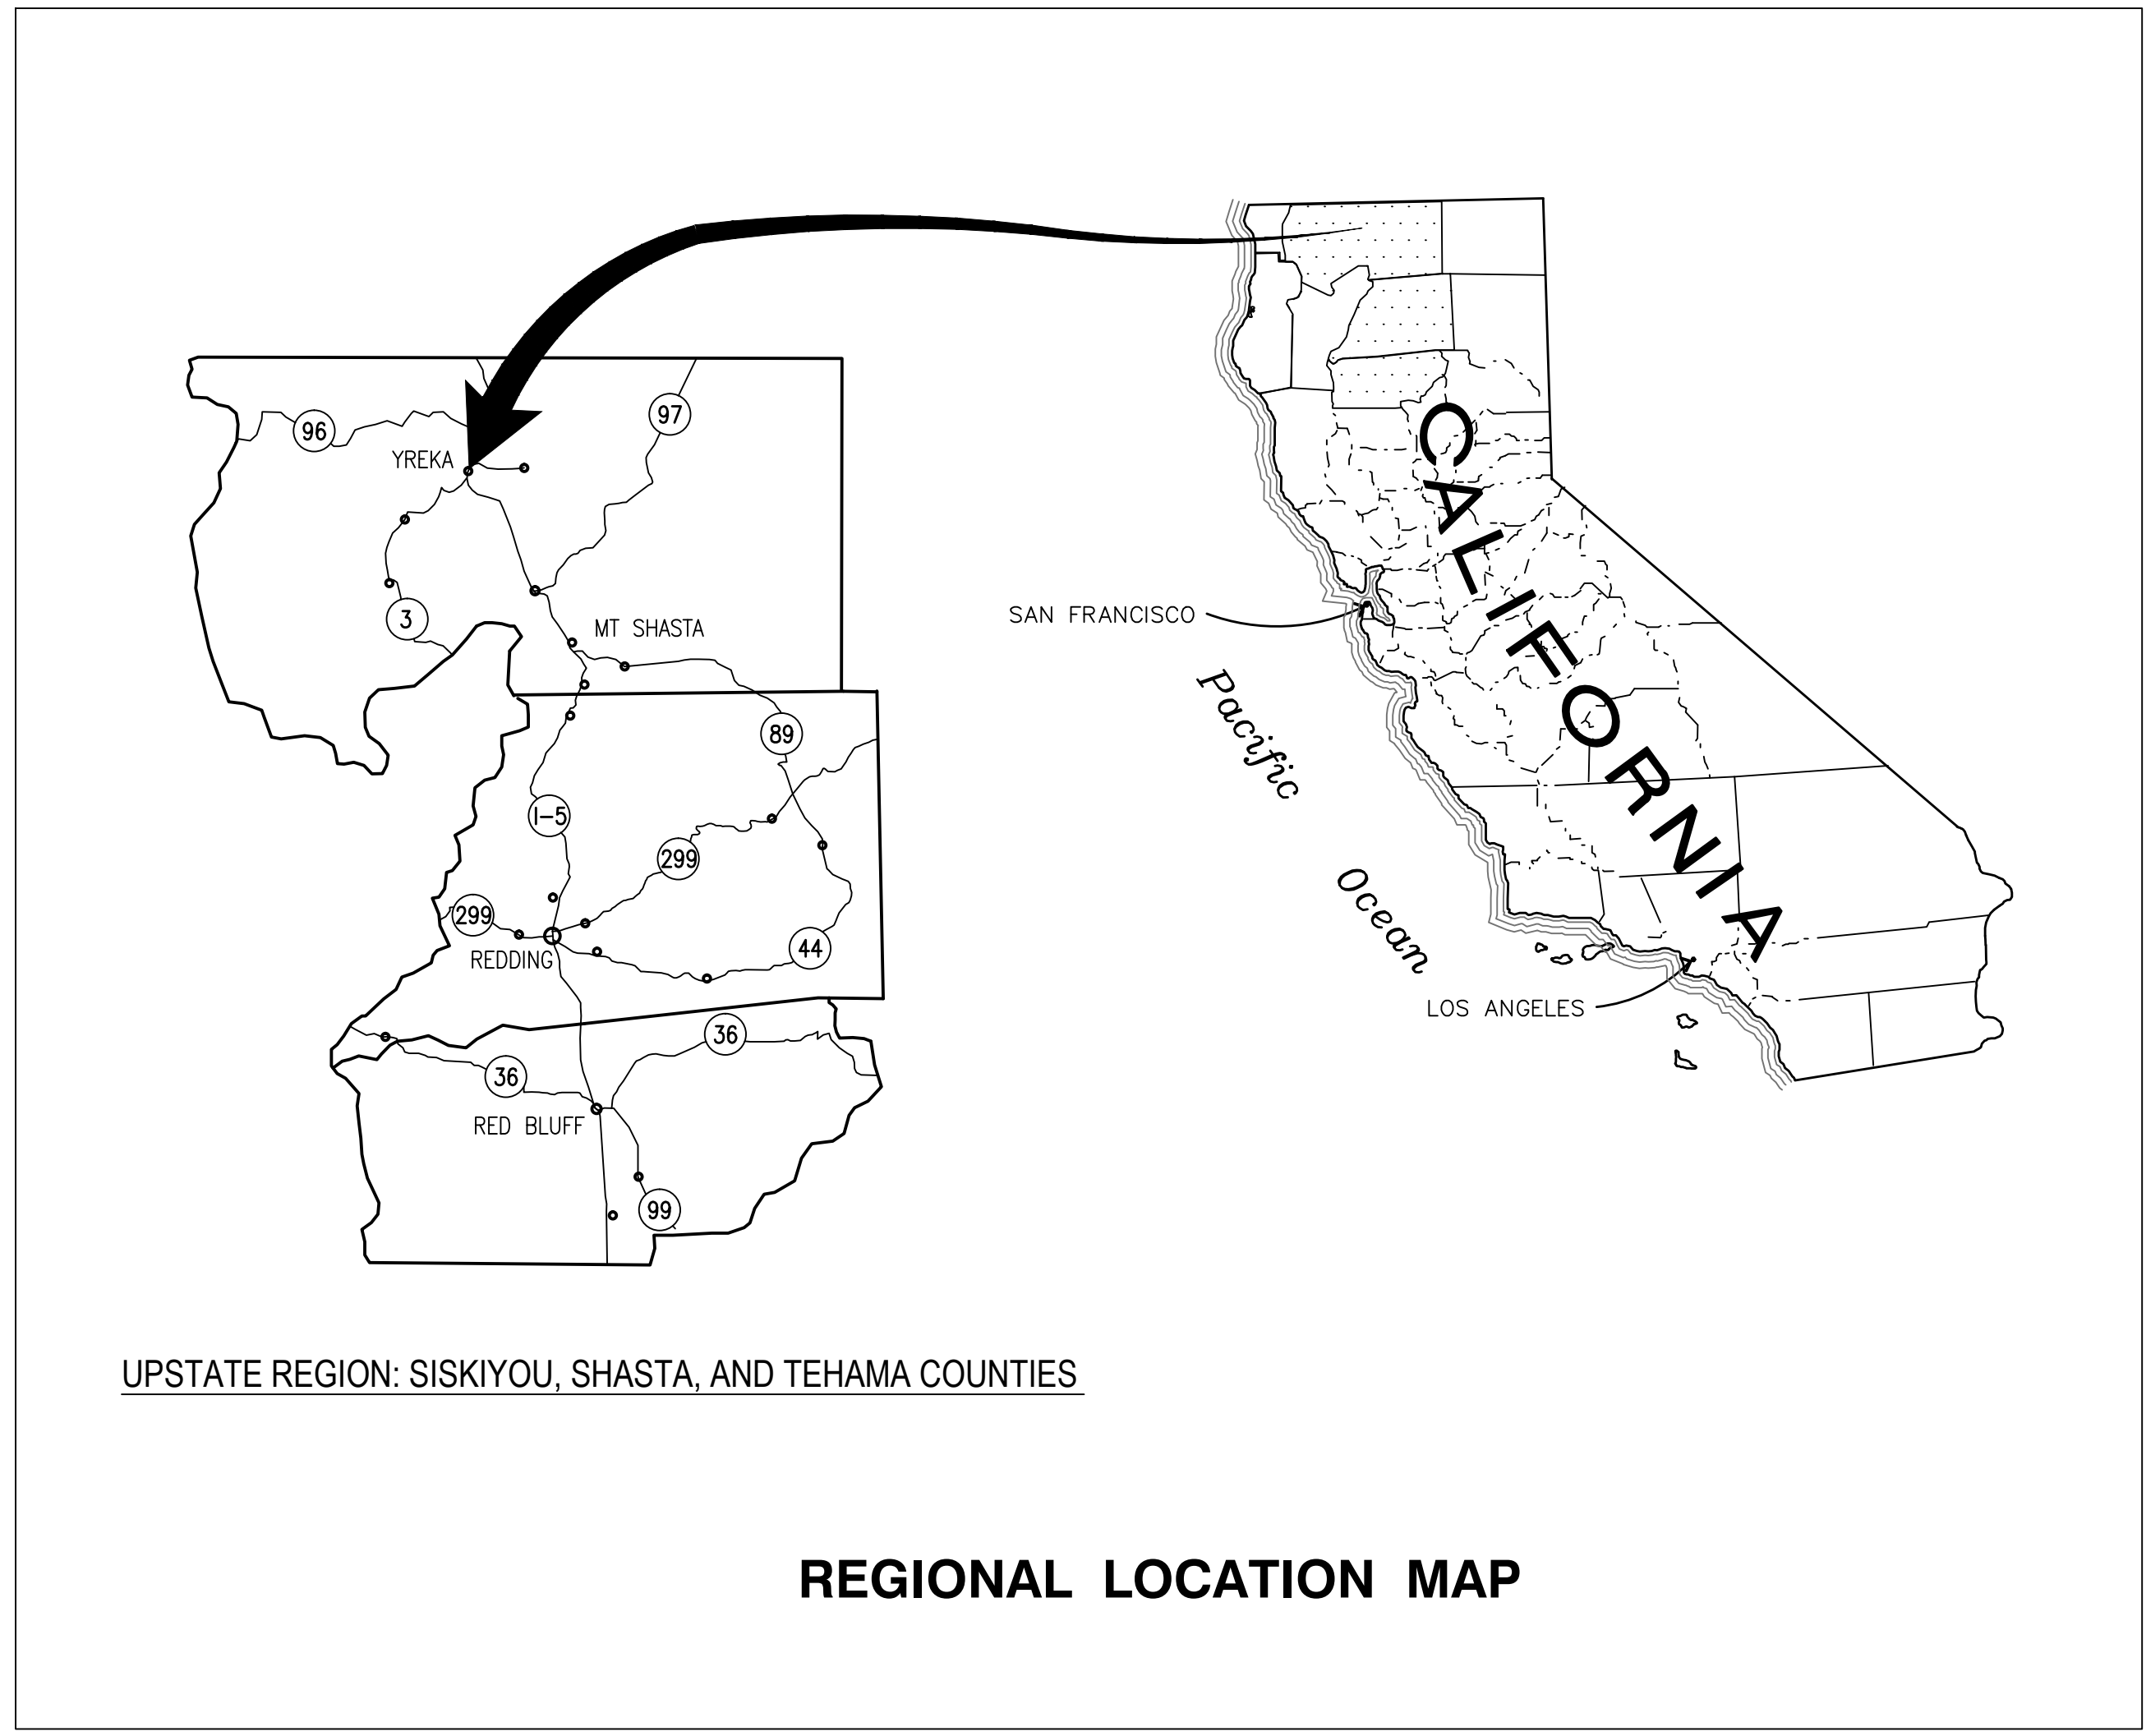 96
97
YREKA
3
MT SHASTA
89
I-5
299
299
REDDING
44
36
36
RED BLUFF
99
CALIFORNIA
SAN FRANCISCO
Pacific
Ocean
LOS ANGELES
UPSTATE REGION: SISKIYOU, SHASTA, AND TEHAMA COUNTIES
REGIONAL LOCATION MAP